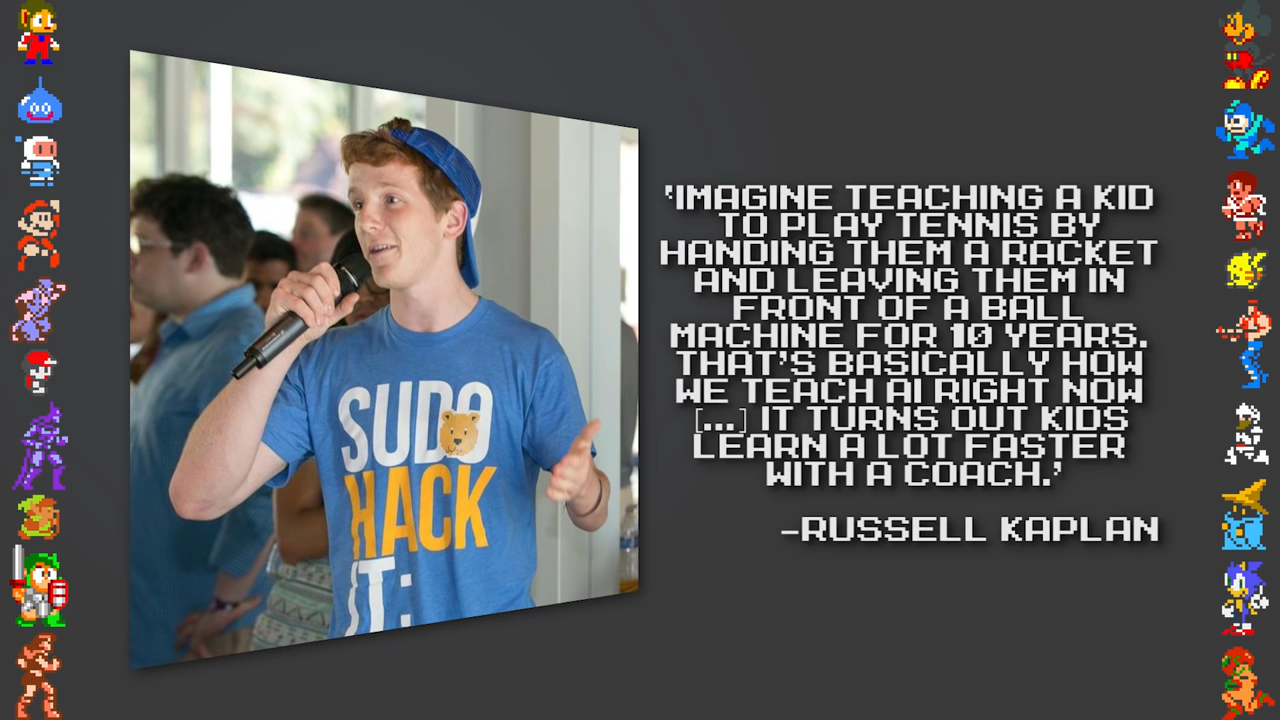 'IMAGINE TEACHING A KID
TO PLAY TENNIS BY
HANDING THEM A RACKET
AND LEAVING THEM IN
FRONT OF A BALL
MACHINE FOR 10 YEARS.
THAT'S BASICALLY HOW
WE TEACH AI RIGHT NOW
[...] IT TURNS OUT KIDS
LEARN A LOT FASTER
WITH A COACH.'
-RUSSELL KAPLAN
SUDO
HACK
IT: